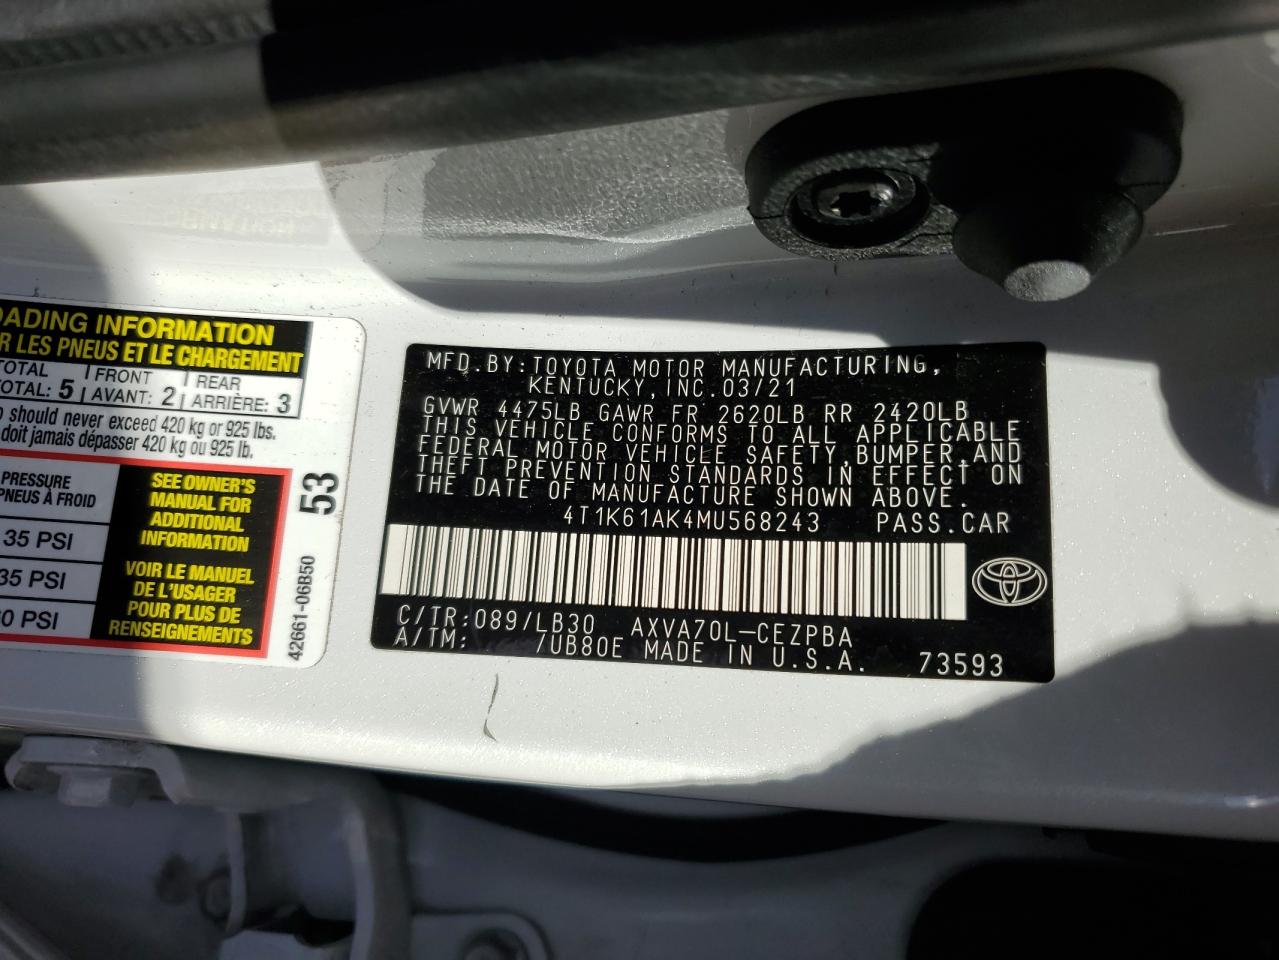 ADING INFORMATION
R LES PNEUS ET LE CHARGEMENT
TOTAL FRONT REAR
TOTAL: 5 AVANT: 2 ARRIÈRE: 3
should never exceed 420 kg or 925 lbs.
doit jamais dépasser 420 kg ou 925 lb.
PRESSURE
PNEUS À FROID
35 PSI
35 PSI
0 PSI
SEE OWNER'S
MANUAL FOR
ADDITIONAL
INFORMATION
VOIR LE MANUEL
DE L'USAGER
POUR PLUS DE
RENSEIGNEMENTS
53
42661-06B50
MFD.BY:TOYOTA MOTOR MANUFACTURING,
KENTUCKY,INC.03/21
GVWR 4475LB GAWR FR 2620LB RR 2420LB
THIS VEHICLE CONFORMS TO ALL APPLICABLE
FEDERAL MOTOR VEHICLE SAFETY,BUMPER,AND
THEFT PREVENTION STANDARDS IN EFFECT ON
THE DATE OF MANUFACTURE SHOWN ABOVE.
4T1K61AK4MU568243 PASS.CAR
C/TR:089/LB30 AXVA70L-CEZPBA
A/TM: /UB80E MADE IN U.S.A. 73593